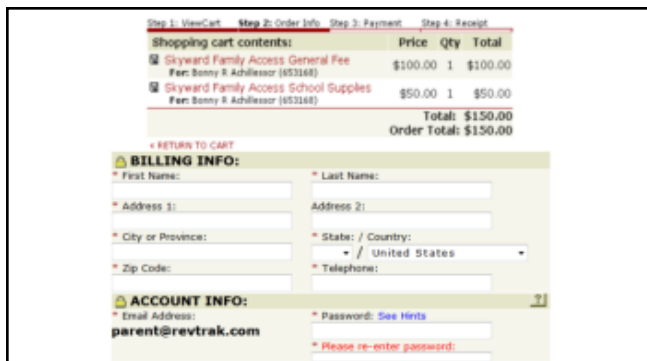 Step 1: ViewCart Step 2: Order Info Step 3: Payment Step 4: Receipt
Shopping cart contents: Price Qty Total
Skyward Family Access General Fee $100.00 1 $100.00
For: Bonny R Achillessor (653168)
Skyward Family Access School Supplies $50.00 1 $50.00
For: Bonny R Achillessor (653168)
Total: $150.00
Order Total: $150.00
< RETURN TO CART
BILLING INFO:
* First Name: * Last Name:
* Address 1: Address 2:
* City or Province: * State: / Country:
/ United States
* Zip Code: * Telephone:
ACCOUNT INFO: ?
* Email Address: * Password: See Hints
parent@revtrak.com
* Please re-enter password: